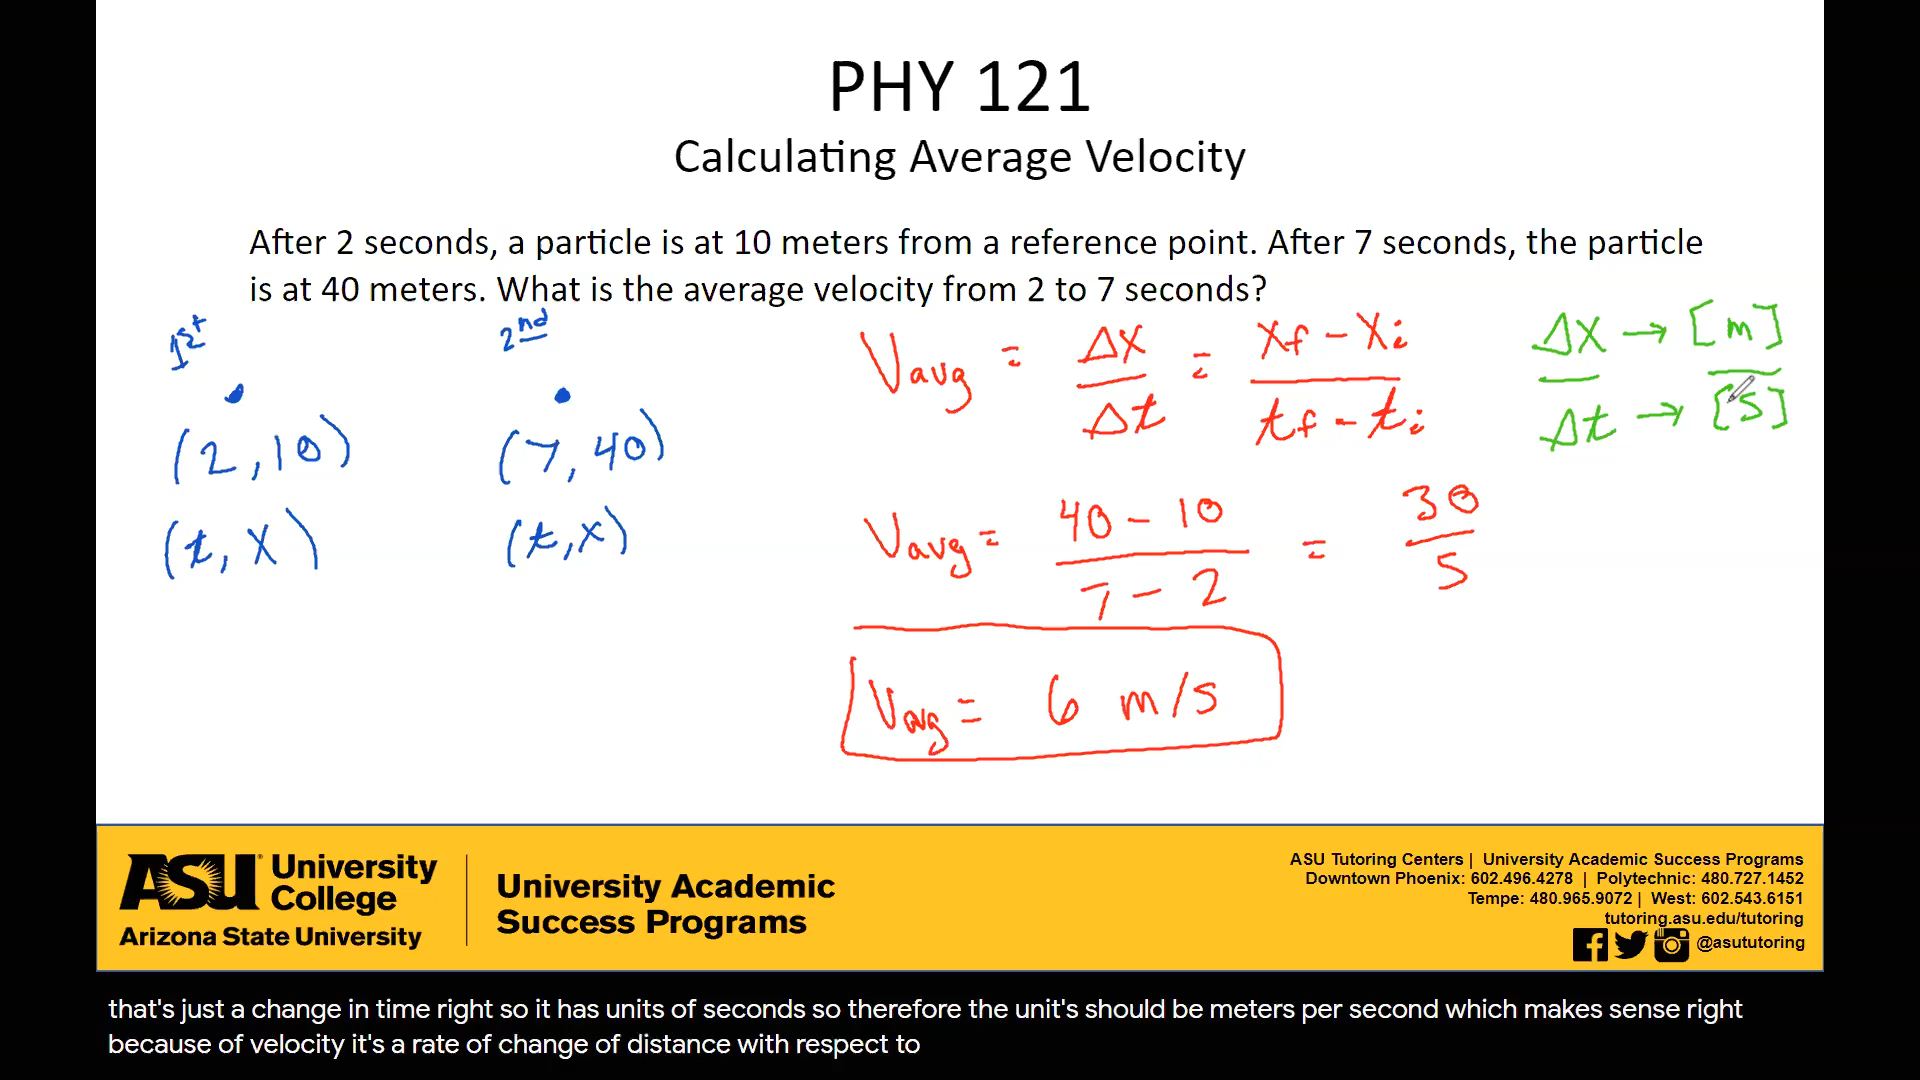 PHY 121
Calculating Average Velocity
After 2 seconds, a particle is at 10 meters from a reference point. After 7 seconds, the particle
is at 40 meters. What is the average velocity from 2 to 7 seconds?
1st
2nd
(2, 10)
(7, 40)
(t, x)
(t, x)
Vavg = Δx/Δt = (xf - xi)/(tf - ti)
Δx → [m]
Δt → [s]
Vavg = (40 - 10)/(7 - 2) = 30/5
Vavg = 6 m/s
ASU University College
Arizona State University
University Academic
Success Programs
ASU Tutoring Centers | University Academic Success Programs
Downtown Phoenix: 602.496.4278 | Polytechnic: 480.727.1452
Tempe: 480.965.9072 | West: 602.543.6151
tutoring.asu.edu/tutoring
@asututoring
that's just a change in time right so it has units of seconds so therefore the unit's should be meters per second which makes sense right
because of velocity it's a rate of change of distance with respect to